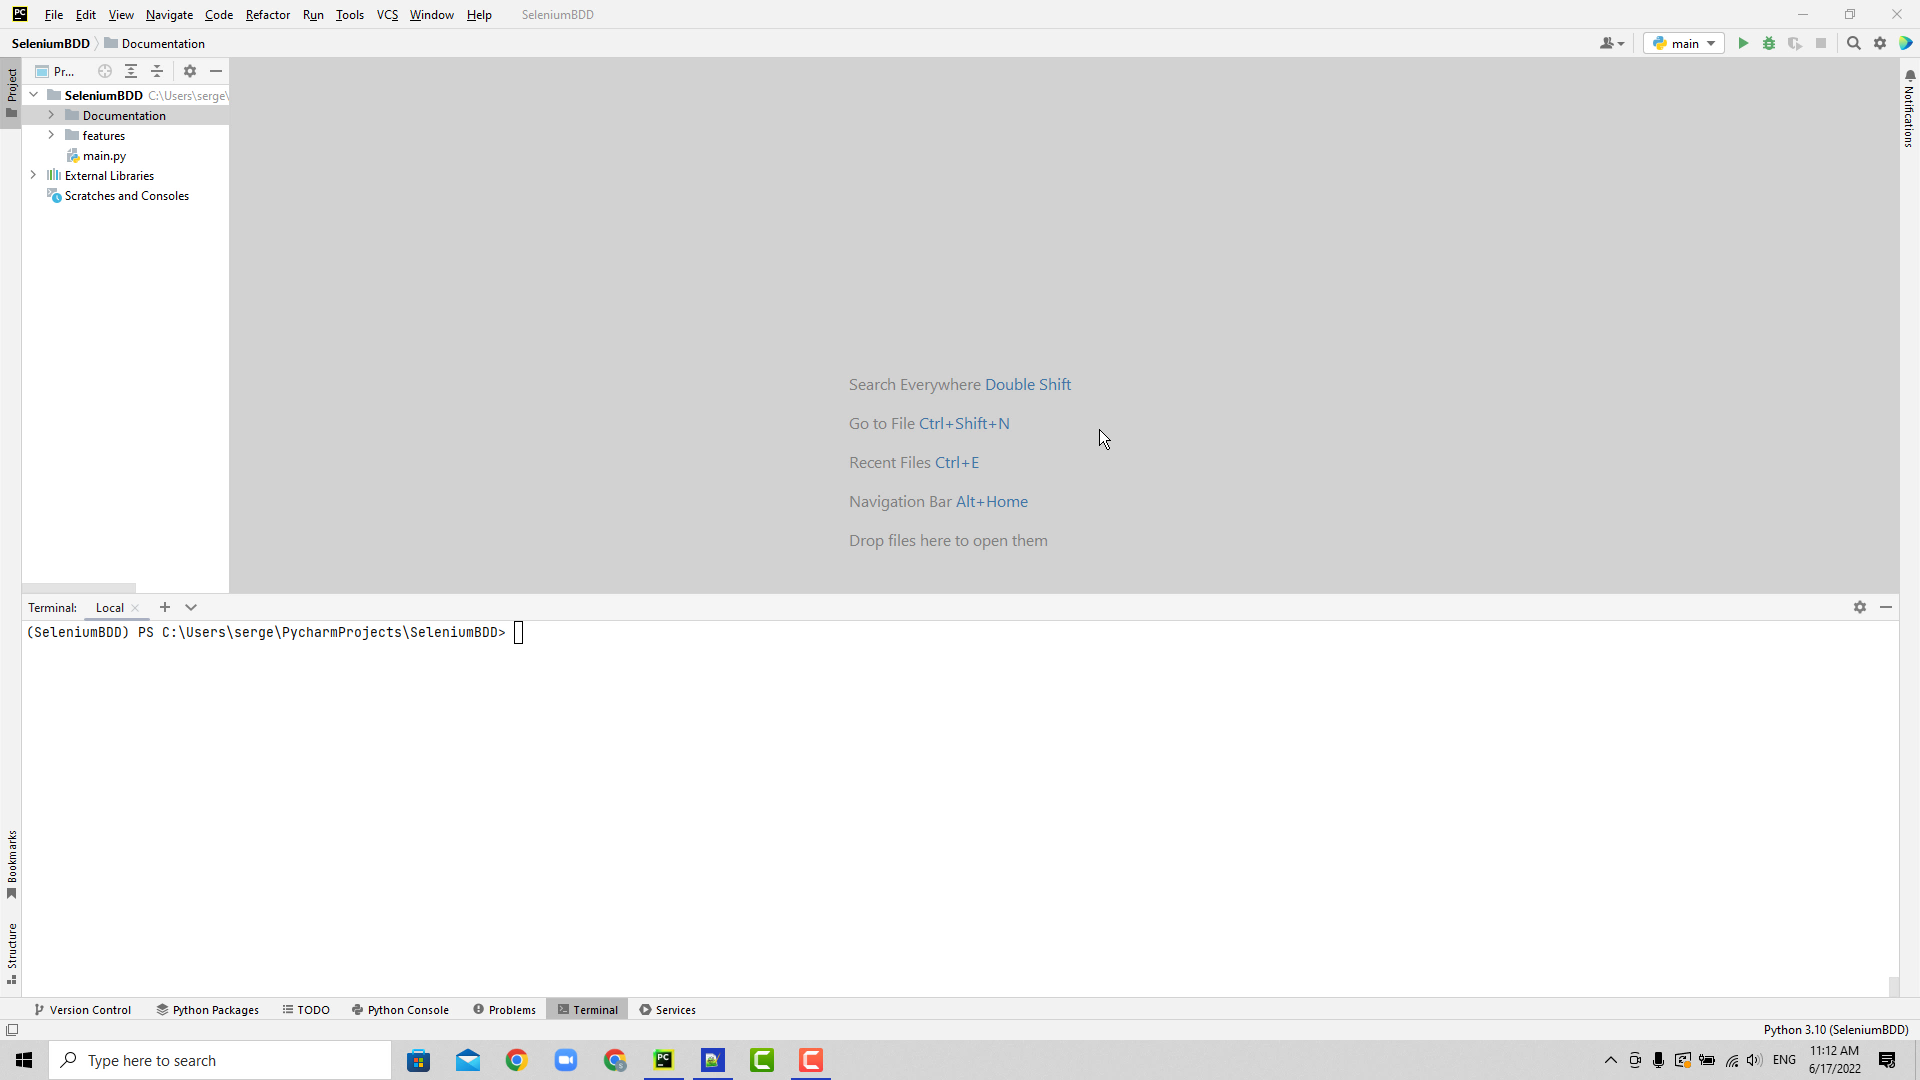 PC File Edit View Navigate Code Refactor Run Tools VCS Window Help SeleniumBDD
SeleniumBDD Documentation
main
Project
Pr...
SeleniumBDD C:\Users\serge\
Documentation
features
main.py
External Libraries
Scratches and Consoles
Notifications
Search Everywhere Double Shift
Go to File Ctrl+Shift+N
Recent Files Ctrl+E
Navigation Bar Alt+Home
Drop files here to open them
Terminal: Local
(SeleniumBDD) PS C:\Users\serge\PycharmProjects\SeleniumBDD>
Bookmarks
Structure
Version Control Python Packages TODO Python Console Problems Terminal Services
Python 3.10 (SeleniumBDD)
Type here to search
PC
ENG
11:12 AM
6/17/2022